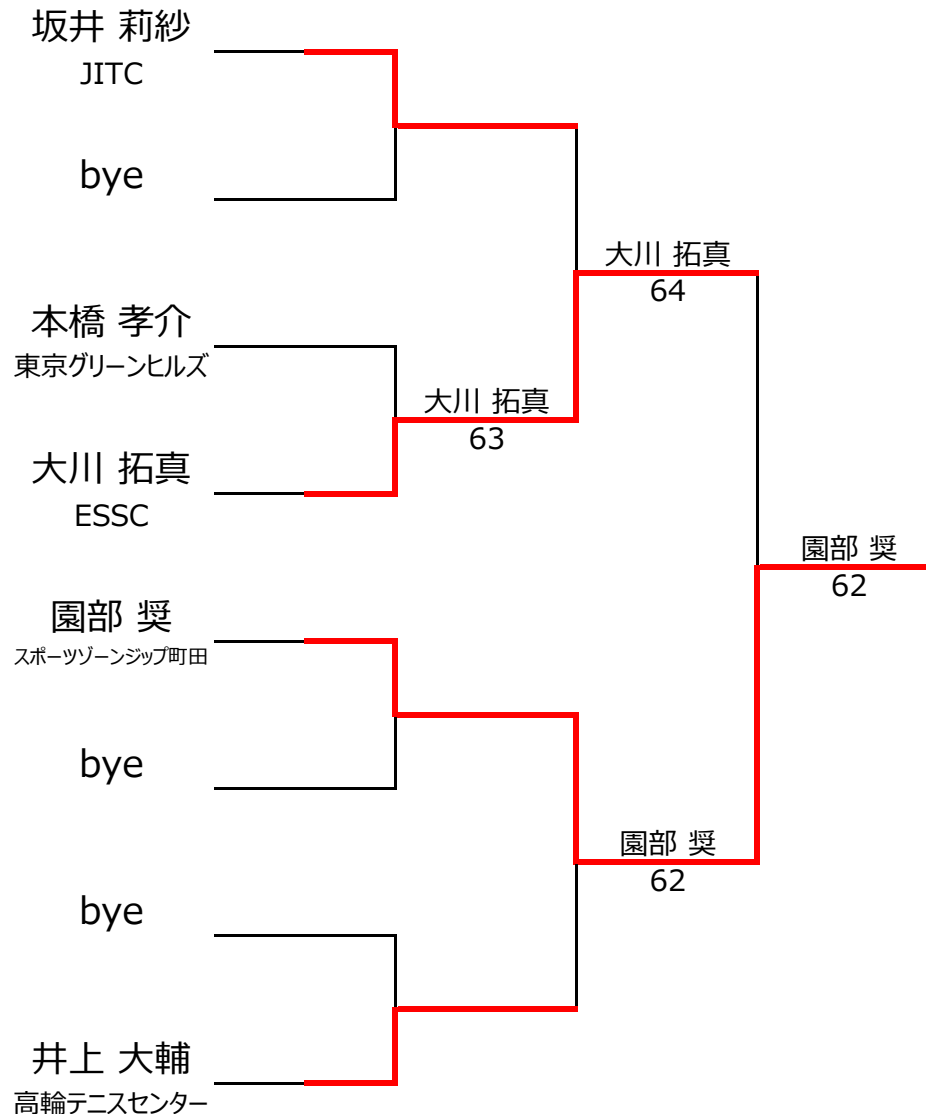 坂井 莉紗
JITC
bye
大川 拓真
64
本橋 孝介
東京グリーンヒルズ
大川 拓真
63
大川 拓真
ESSC
園部 奨
62
園部 奨
スポーツゾーンジップ町田
bye
園部 奨
62
bye
井上 大輔
高輪テニスセンター